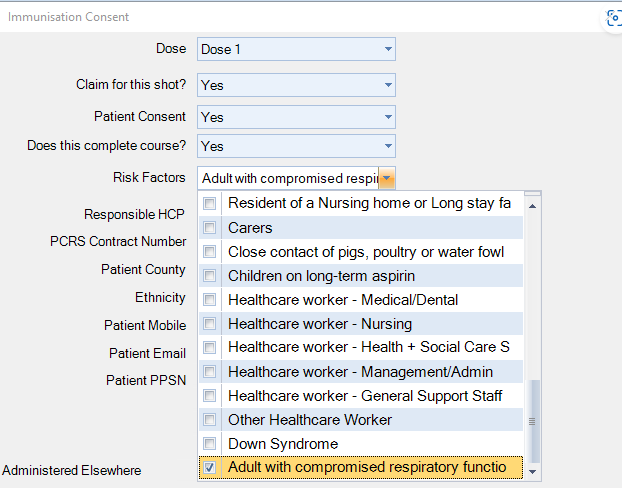 Immunisation Consent
Dose Dose 1
Claim for this shot? Yes
Patient Consent Yes
Does this complete course? Yes
Risk Factors Adult with compromised respir
Responsible HCP
PCRS Contract Number
Patient County
Ethnicity
Patient Mobile
Patient Email
Patient PPSN
Administered Elsewhere
Resident of a Nursing home or Long stay fa
Carers
Close contact of pigs, poultry or water fowl
Children on long-term aspirin
Healthcare worker - Medical/Dental
Healthcare worker - Nursing
Healthcare worker - Health + Social Care S
Healthcare worker - Management/Admin
Healthcare worker - General Support Staff
Other Healthcare Worker
Down Syndrome
Adult with compromised respiratory functio